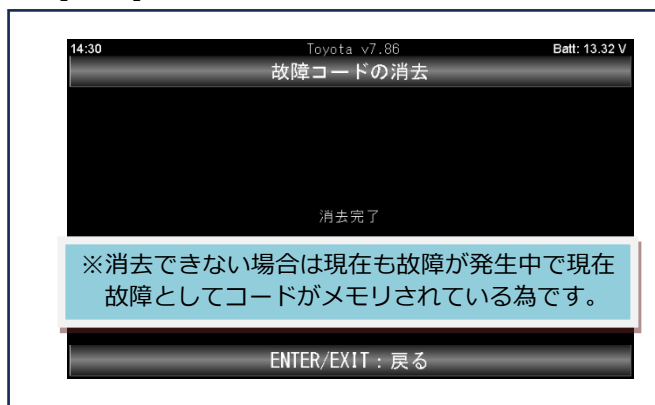 14:30 Toyota v7.86 Batt: 13.32 V
故障コードの消去
消去完了
※消去できない場合は現在も故障が発生中で現在
故障としてコードがメモリされている為です。
ENTER/EXIT：戻る